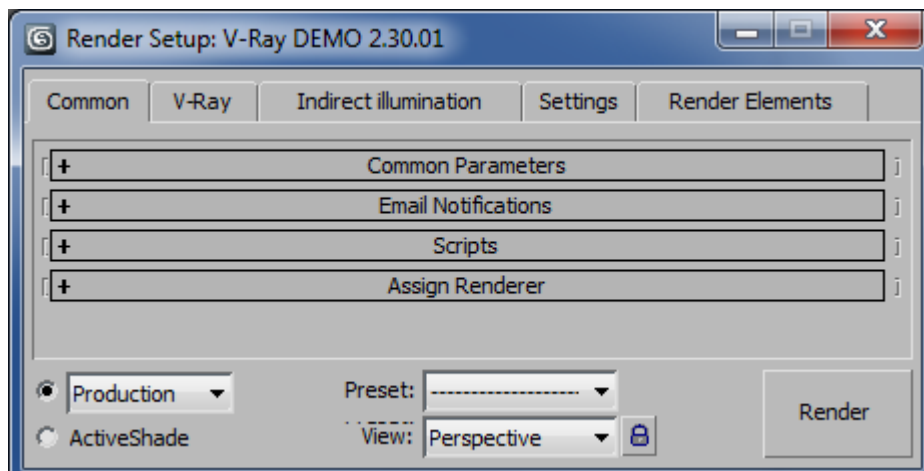 Render Setup: V-Ray DEMO 2.30.01
Common V-Ray Indirect illumination Settings Render Elements
+ Common Parameters
+ Email Notifications
+ Scripts
+ Assign Renderer
Production Preset: -------------------
ActiveShade View: Perspective
Render